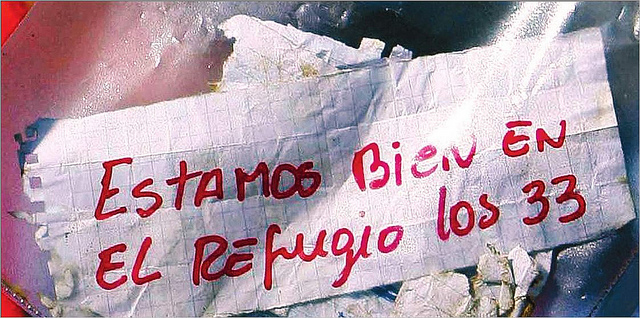 ESTAMOS BiEN EN
EL REfugio los 33